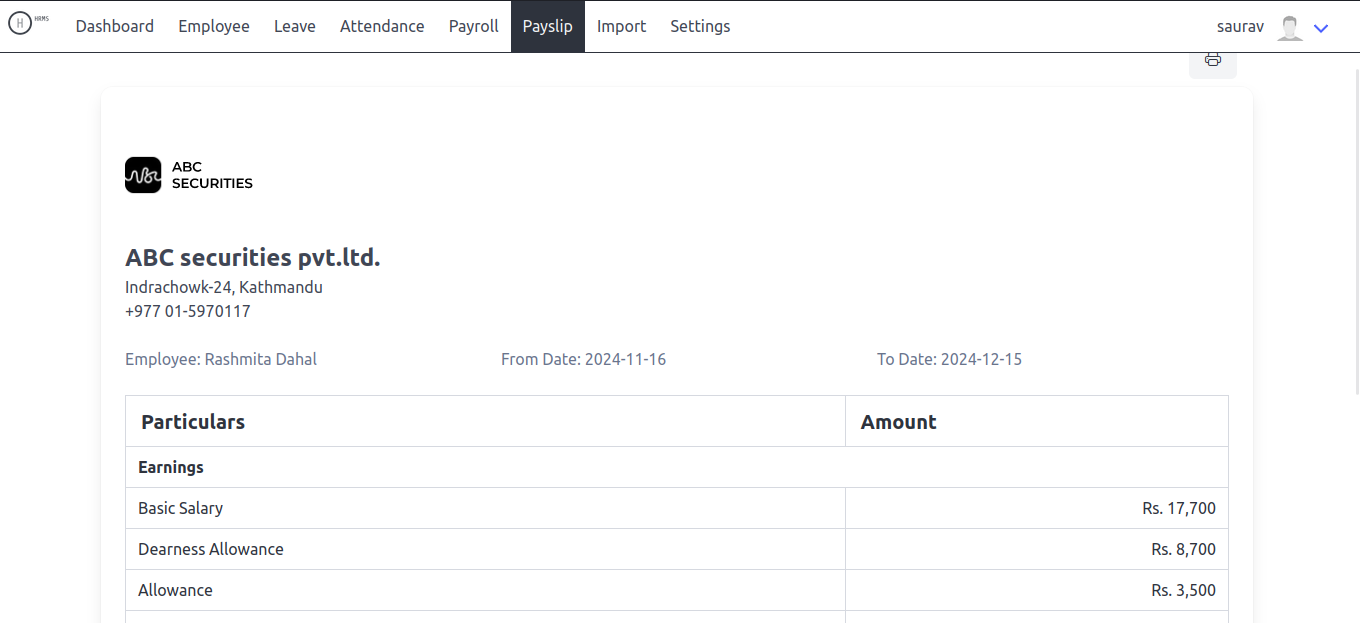 H HRMS Dashboard Employee Leave Attendance Payroll Payslip Import Settings saurav
ABC
SECURITIES
ABC securities pvt.ltd.
Indrachowk-24, Kathmandu
+977 01-5970117
Employee: Rashmita Dahal From Date: 2024-11-16 To Date: 2024-12-15
Particulars Amount
Earnings
Basic Salary Rs. 17,700
Dearness Allowance Rs. 8,700
Allowance Rs. 3,500